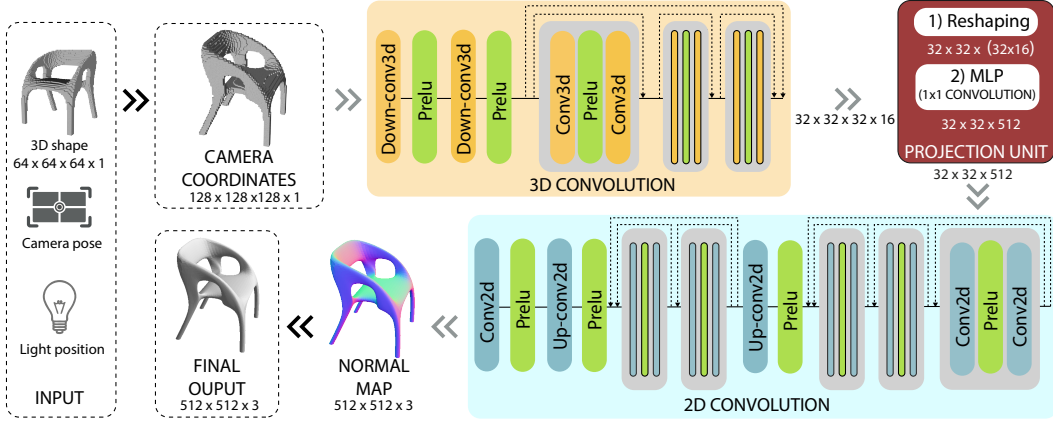 3D shape
64 x 64 x 64 x 1
Camera pose
Light position
INPUT
CAMERA
COORDINATES
128 x 128 x128 x 1
Down-conv3d
Prelu
Down-conv3d
Prelu
Conv3d
Prelu
Conv3d
3D CONVOLUTION
32 x 32 x 32 x 16
1) Reshaping
32 x 32 x (32x16)
2) MLP
(1x1 CONVOLUTION)
32 x 32 x 512
PROJECTION UNIT
32 x 32 x 512
Conv2d
Prelu
Up-conv2d
Prelu
Up-conv2d
Prelu
Conv2d
Prelu
Conv2d
2D CONVOLUTION
NORMAL
MAP
512 x 512 x 3
FINAL
OUPUT
512 x 512 x 3